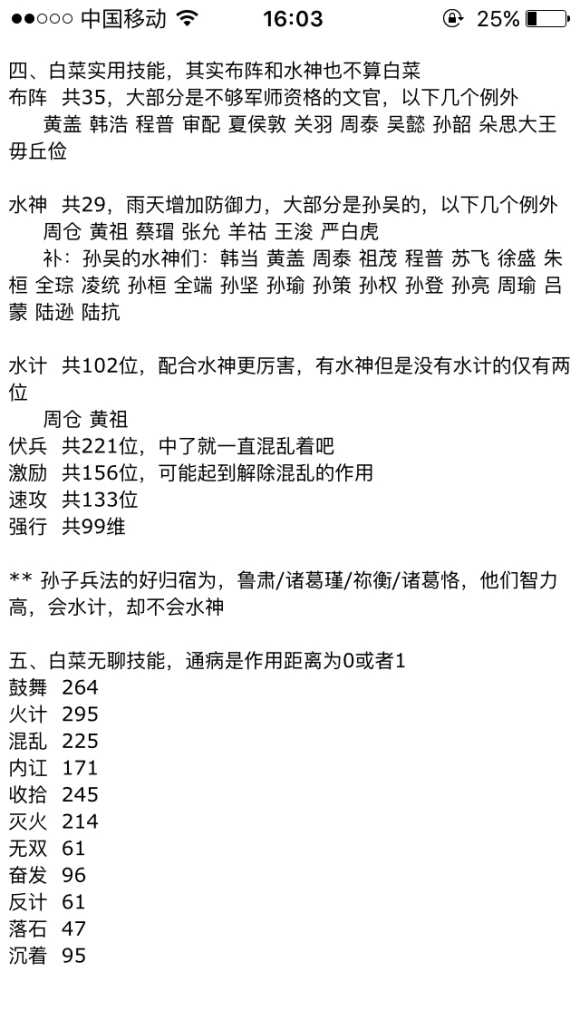 中国移动 16:03 25%
四、白菜实用技能，其实布阵和水神也不算白菜
布阵 共35，大部分是不够军师资格的文官，以下几个例外
黄盖 韩浩 程普 审配 夏侯敦 关羽 周泰 吴懿 孙韶 朵思大王
毋丘俭
水神 共29，雨天增加防御力，大部分是孙吴的，以下几个例外
周仓 黄祖 蔡瑁 张允 羊祜 王浚 严白虎
补：孙吴的水神们：韩当 黄盖 周泰 祖茂 程普 苏飞 徐盛 朱
桓 全琮 凌统 孙桓 全端 孙坚 孙瑜 孙策 孙权 孙登 孙亮 周瑜 吕
蒙 陆逊 陆抗
水计 共102位，配合水神更厉害，有水神但是没有水计的仅有两
位
周仓 黄祖
伏兵 共221位，中了就一直混乱着吧
激励 共156位，可能起到解除混乱的作用
速攻 共133位
强行 共99维
** 孙子兵法的好归宿为，鲁肃/诸葛瑾/祢衡/诸葛恪，他们智力
高，会水计，却不会水神
五、白菜无聊技能，通病是作用距离为0或者1
鼓舞 264
火计 295
混乱 225
内讧 171
收拾 245
灭火 214
无双 61
奋发 96
反计 61
落石 47
沉着 95